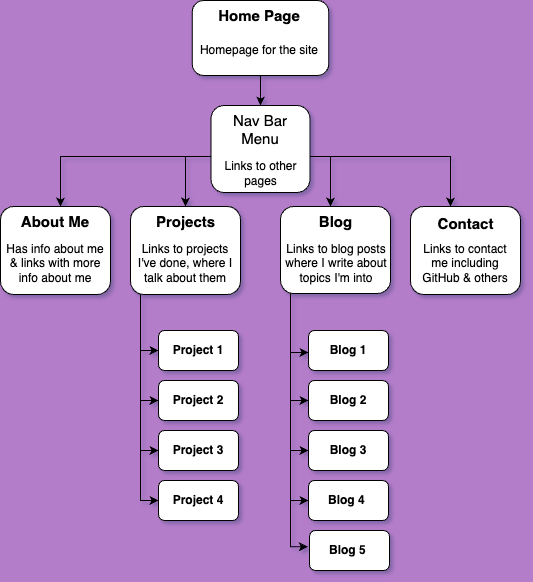 Home Page
Homepage for the site
Nav Bar
Menu
Links to other
pages
About Me
Has info about me
& links with more
info about me
Projects
Links to projects
I've done, where I
talk about them
Blog
Links to blog posts
where I write about
topics I'm into
Contact
Links to contact
me including
GitHub & others
Project 1
Project 2
Project 3
Project 4
Blog 1
Blog 2
Blog 3
Blog 4
Blog 5